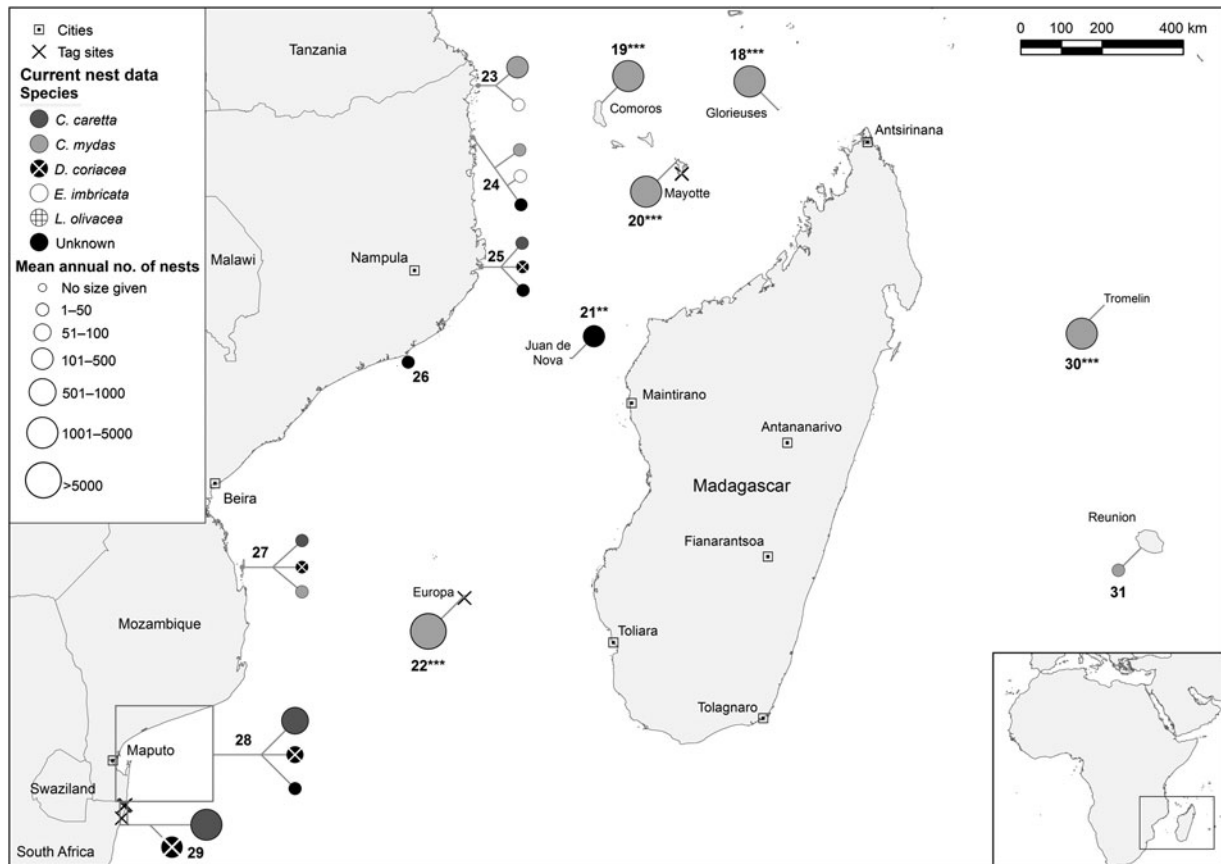 Cities
Tag sites
Current nest data
Species
C. caretta
C. mydas
D. coriacea
E. imbricata
L. olivacea
Unknown
Mean annual no. of nests
No size given
1–50
51–100
101–500
501–1000
1001–5000
>5000
0 100 200 400 km
Tanzania
23
19***
Comoros
18***
Glorieuses
Antsirinana
24
20***
Mayotte
Malawi
Nampula
25
21**
Juan de
Nova
Tromelin
30***
26
Maintirano
Antananarivo
Madagascar
Beira
Reunion
31
27
Fianarantsoa
Europa
22***
Mozambique
Toliara
Tolagnaro
28
Maputo
Swaziland
29
South Africa